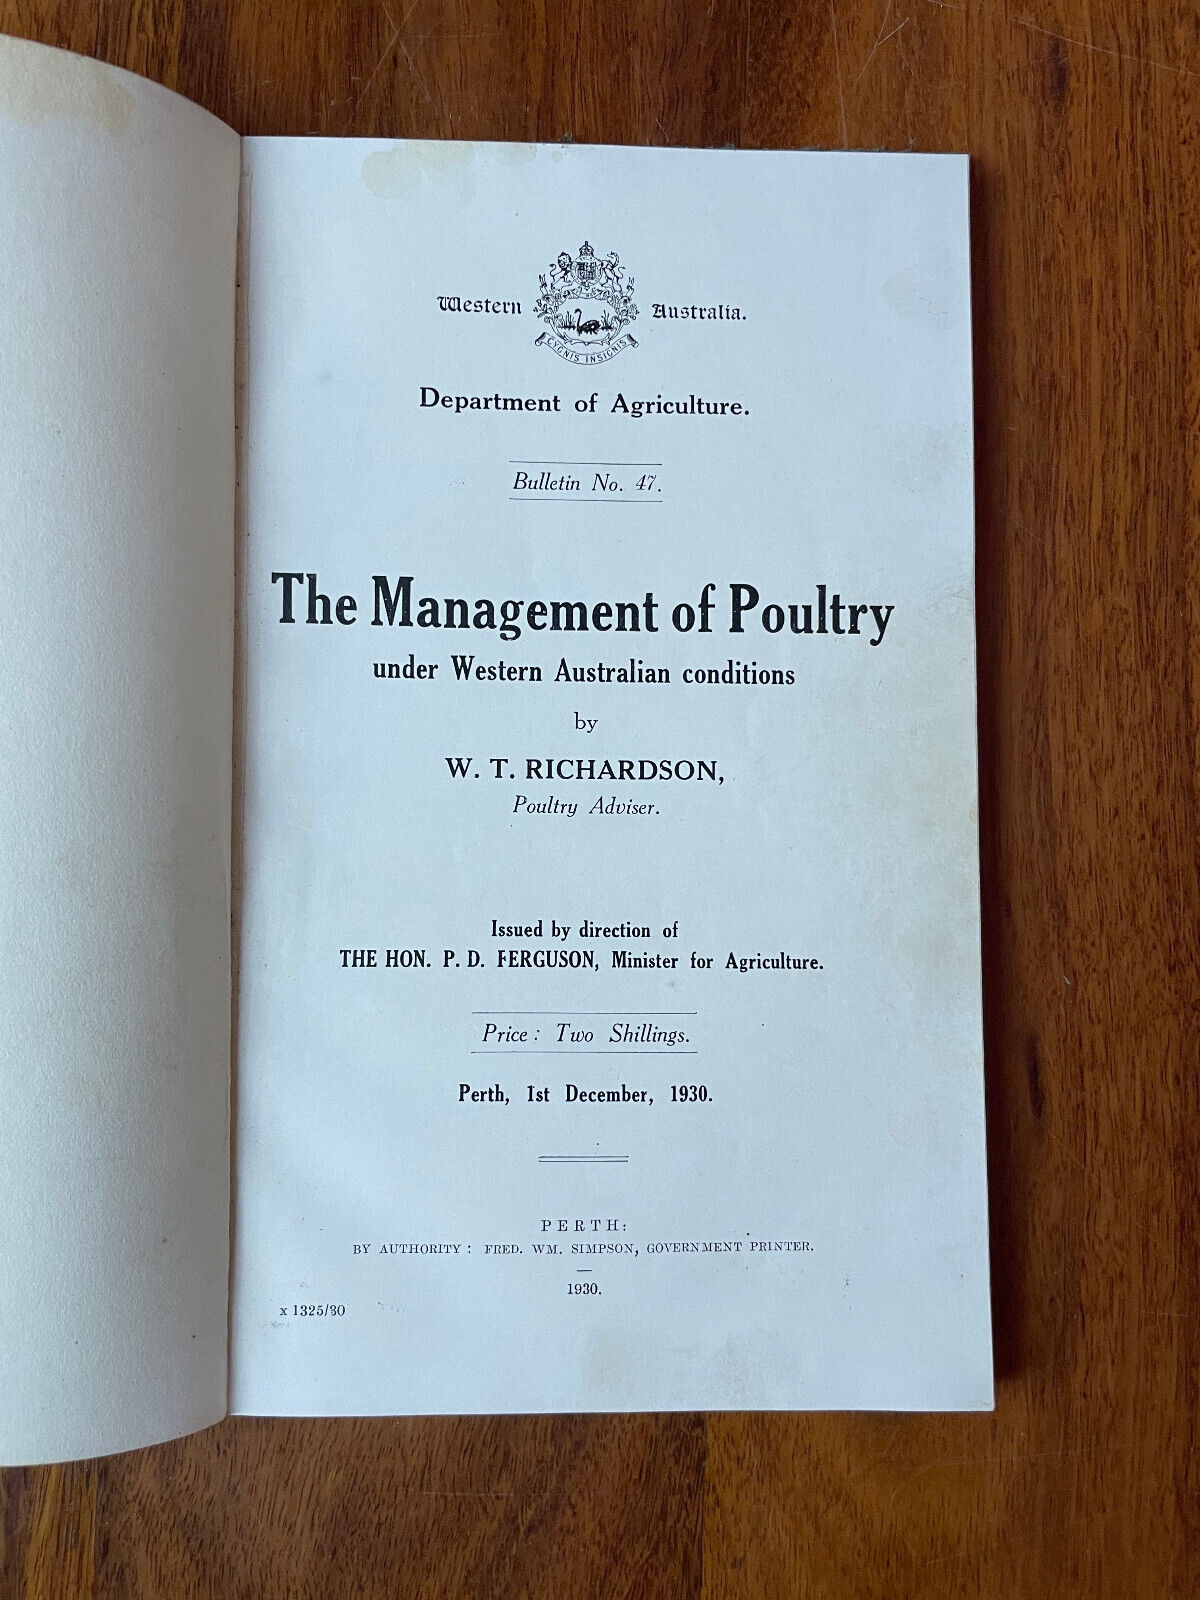 Western Australia.
CYGNIS INSIGNIS
Department of Agriculture.
Bulletin No. 47.
The Management of Poultry
under Western Australian conditions
by
W. T. RICHARDSON,
Poultry Adviser.
Issued by direction of
THE HON. P. D. FERGUSON, Minister for Agriculture.
Price : Two Shillings.
Perth, 1st December, 1930.
PERTH:
BY AUTHORITY : FRED. WM. SIMPSON, GOVERNMENT PRINTER.
1930.
x 1325/30